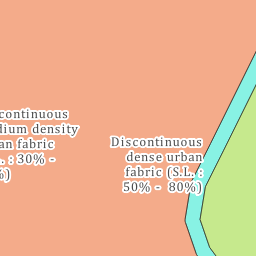 continuous
dium density
an fabric
. : 30% -
%)
Discontinuous
dense urban
fabric (S.L. :
50% -  80%)